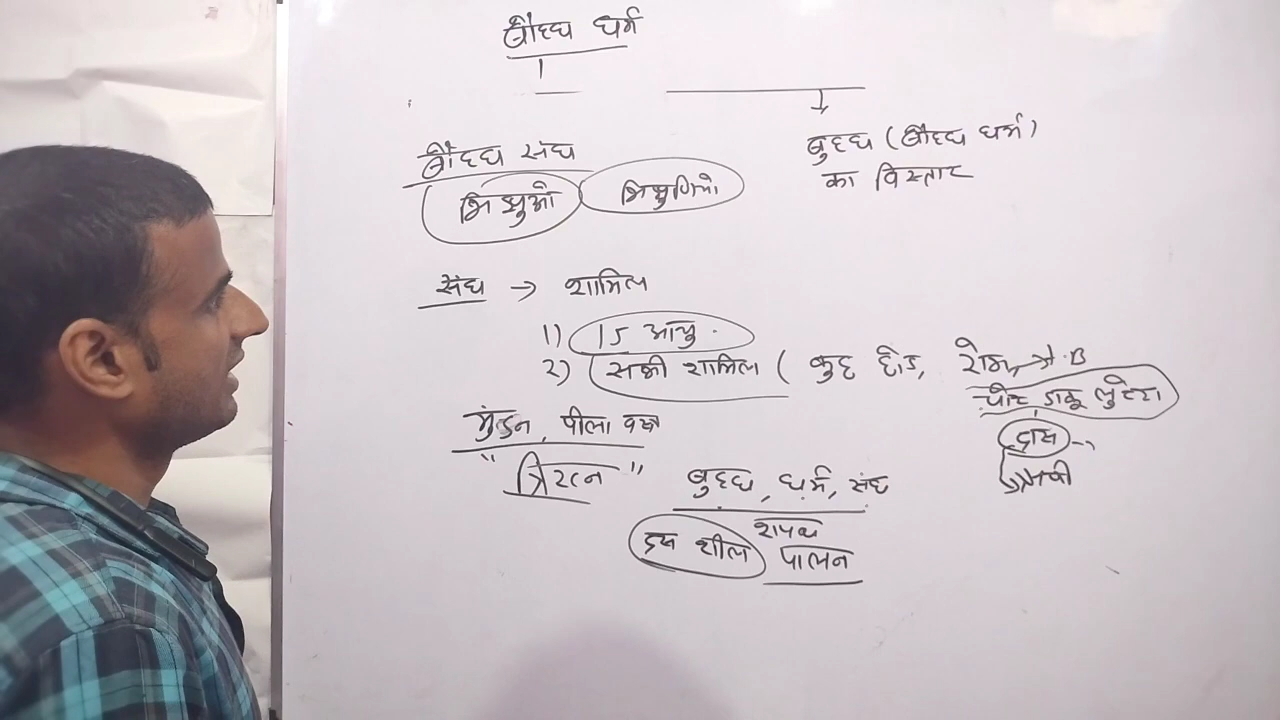 बौद्ध धर्म
बौद्ध संघ
भिक्षुओ भिक्षुणियो
बुद्ध (बौद्ध धर्म)
का विस्तार
संघ → शामिल
1) 15 आयु.
2) सभी शामिल ( कुष्ठ रोग, T.B
चोर डाकू लुटेरा
दास →
मुंडन, पीला वस्त्र
"त्रिरत्न" बुद्ध, धर्म, संघ
शपथ
दस शील पालन